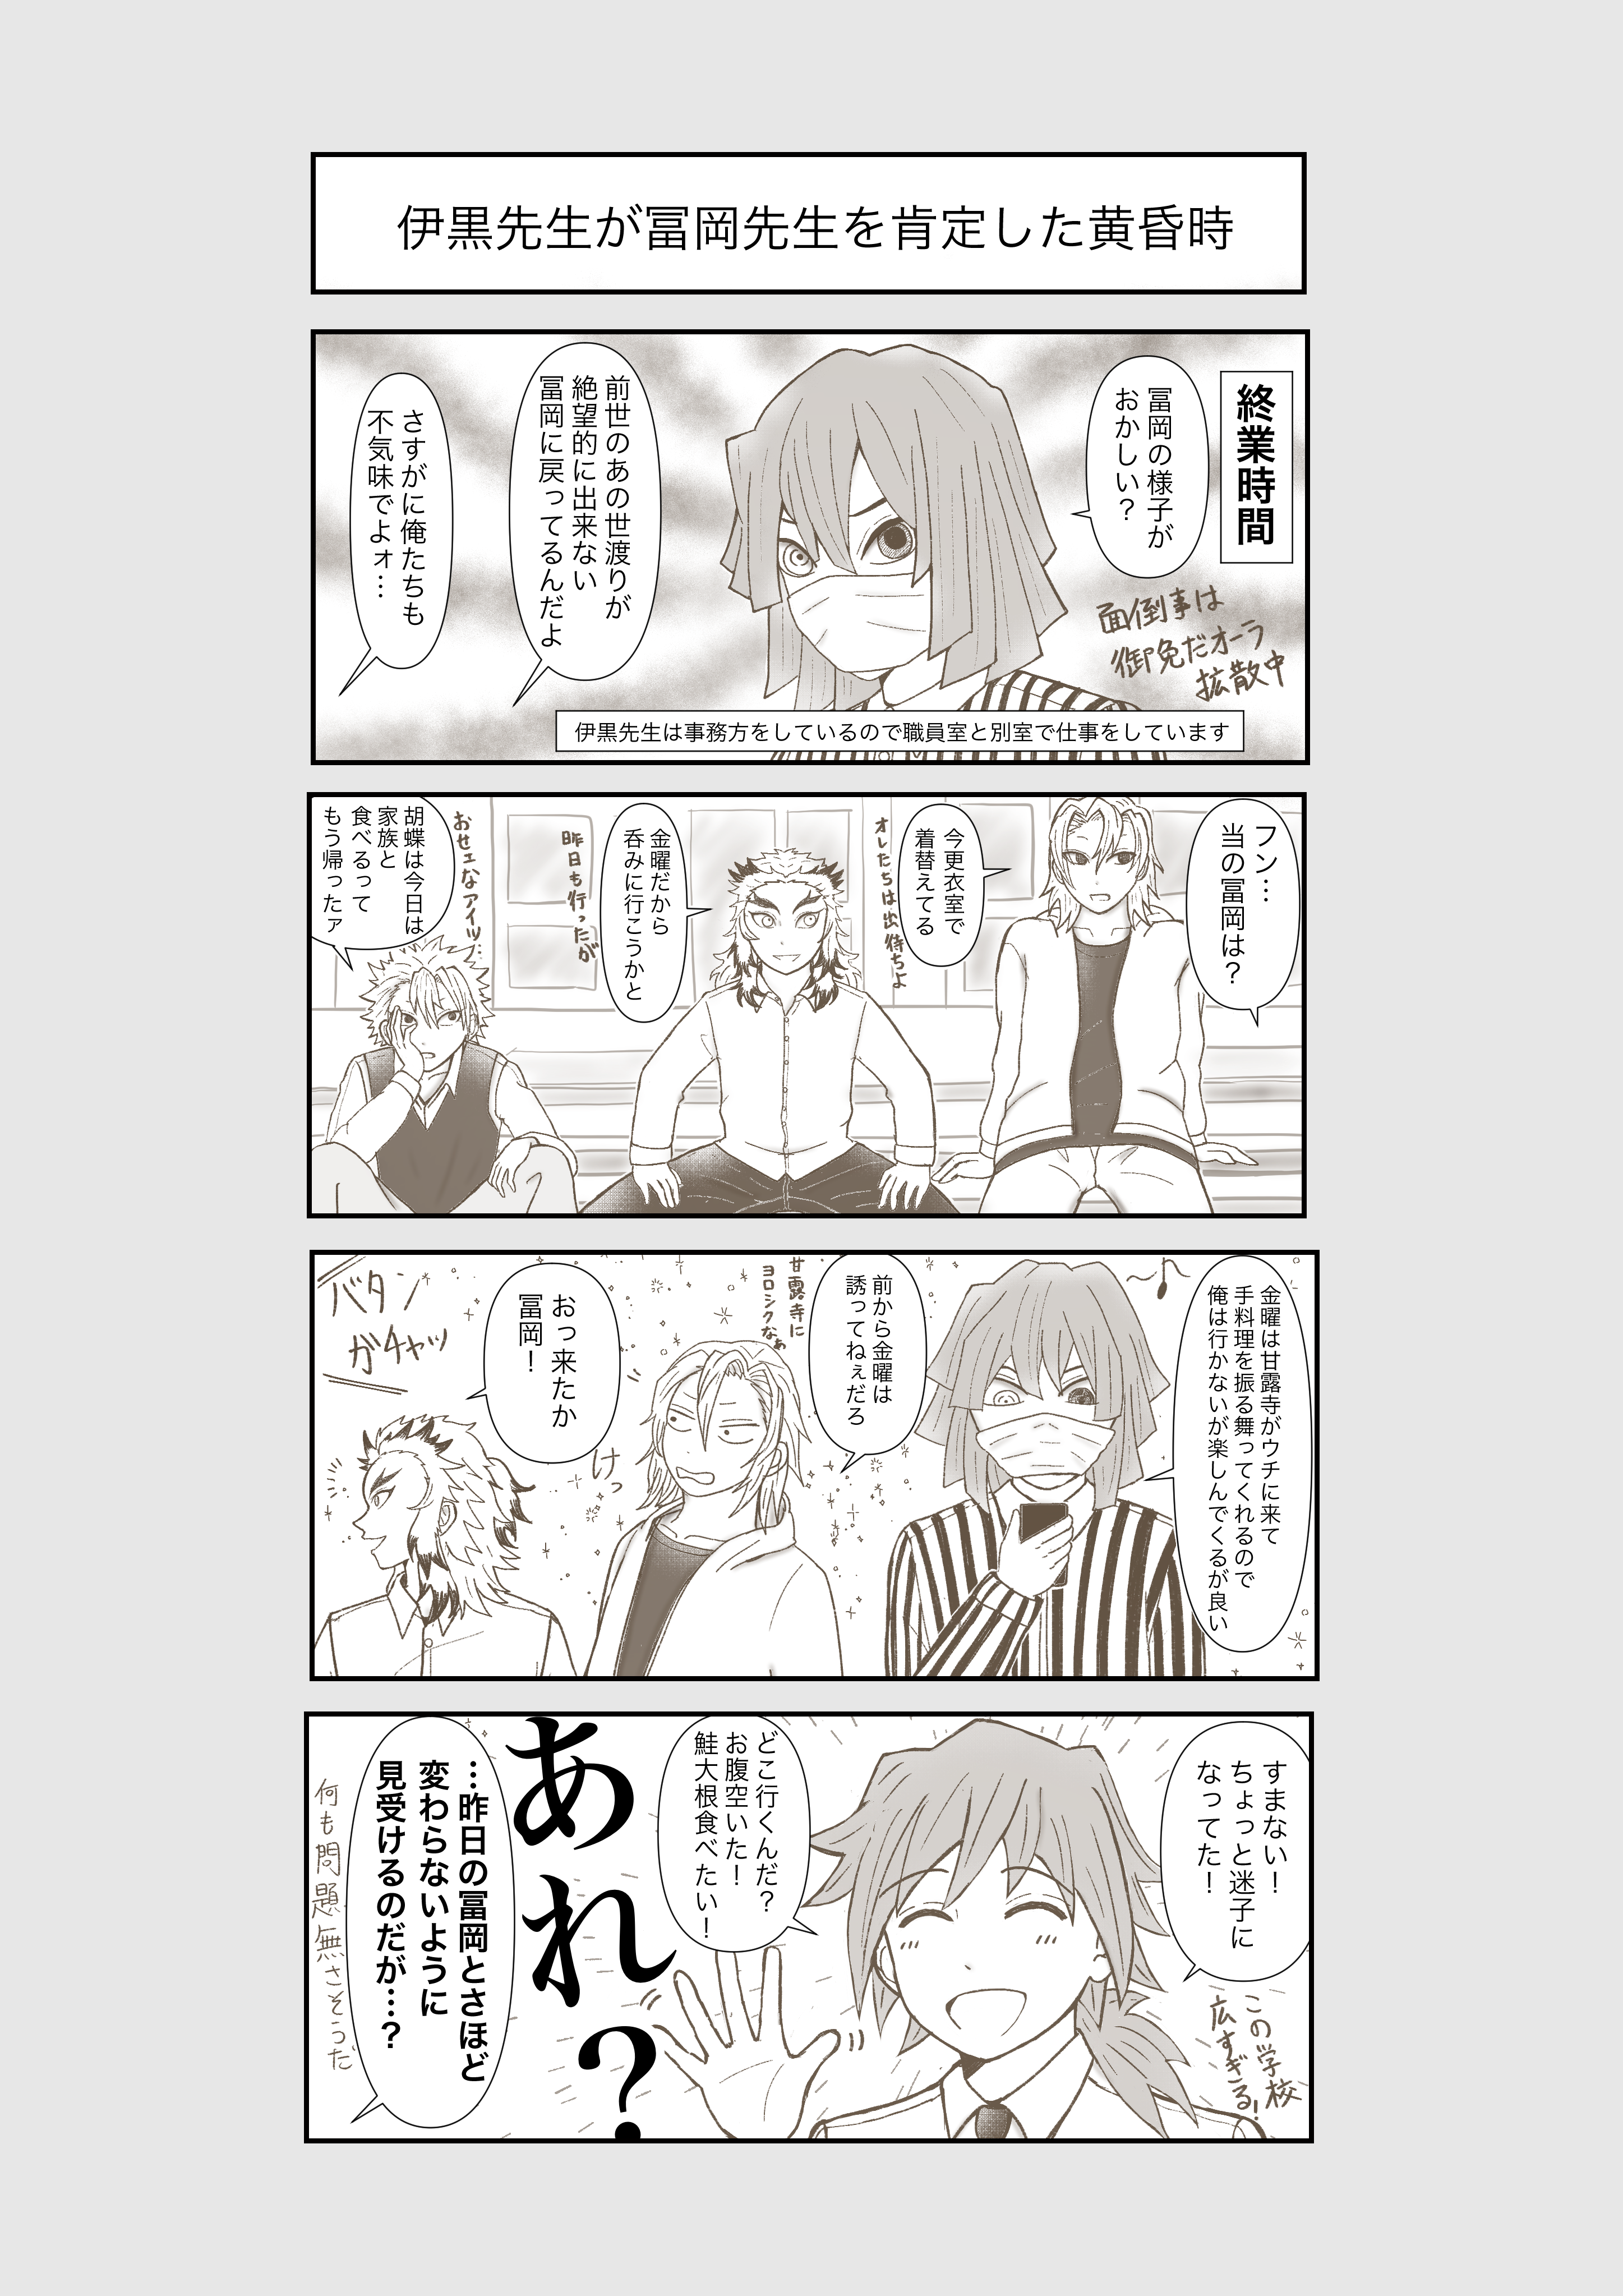 伊黒先生が冨岡先生を肯定した黄昏時
終業時間
冨岡の様子が
おかしい？
面倒事は
御免だオーラ
拡散中
前世のあの世渡りが
絶望的に出来ない
冨岡に戻ってるんだよ
さすがに俺たちも
不気味でよォ…
伊黒先生は事務方をしているので職員室と別室で仕事をしています
フン…
当の冨岡は？
今更衣室で
着替えてる
オレたちは出待ちよ
金曜だから
呑みに行こうかと
昨日も行ったが
おせェなアイツ…
胡蝶は今日は
家族と
食べるって
もう帰ったァ
金曜は甘露寺がウチに来て
手料理を振る舞ってくれるので
俺は行かないが楽しんでくるが良い
前から金曜は
誘ってねぇだろ
甘露寺に
ヨロシクなぁ
けっ
おっ来たか
冨岡！
バタン
ガチャッ
すまない！
ちょっと迷子に
なってた！
この学校
広すぎる！
どこ行くんだ？
お腹空いた！
鮭大根食べたい！
あれ？
…昨日の冨岡とさほど
変わらないように
見受けるのだが…？
何も問題無さそうだ